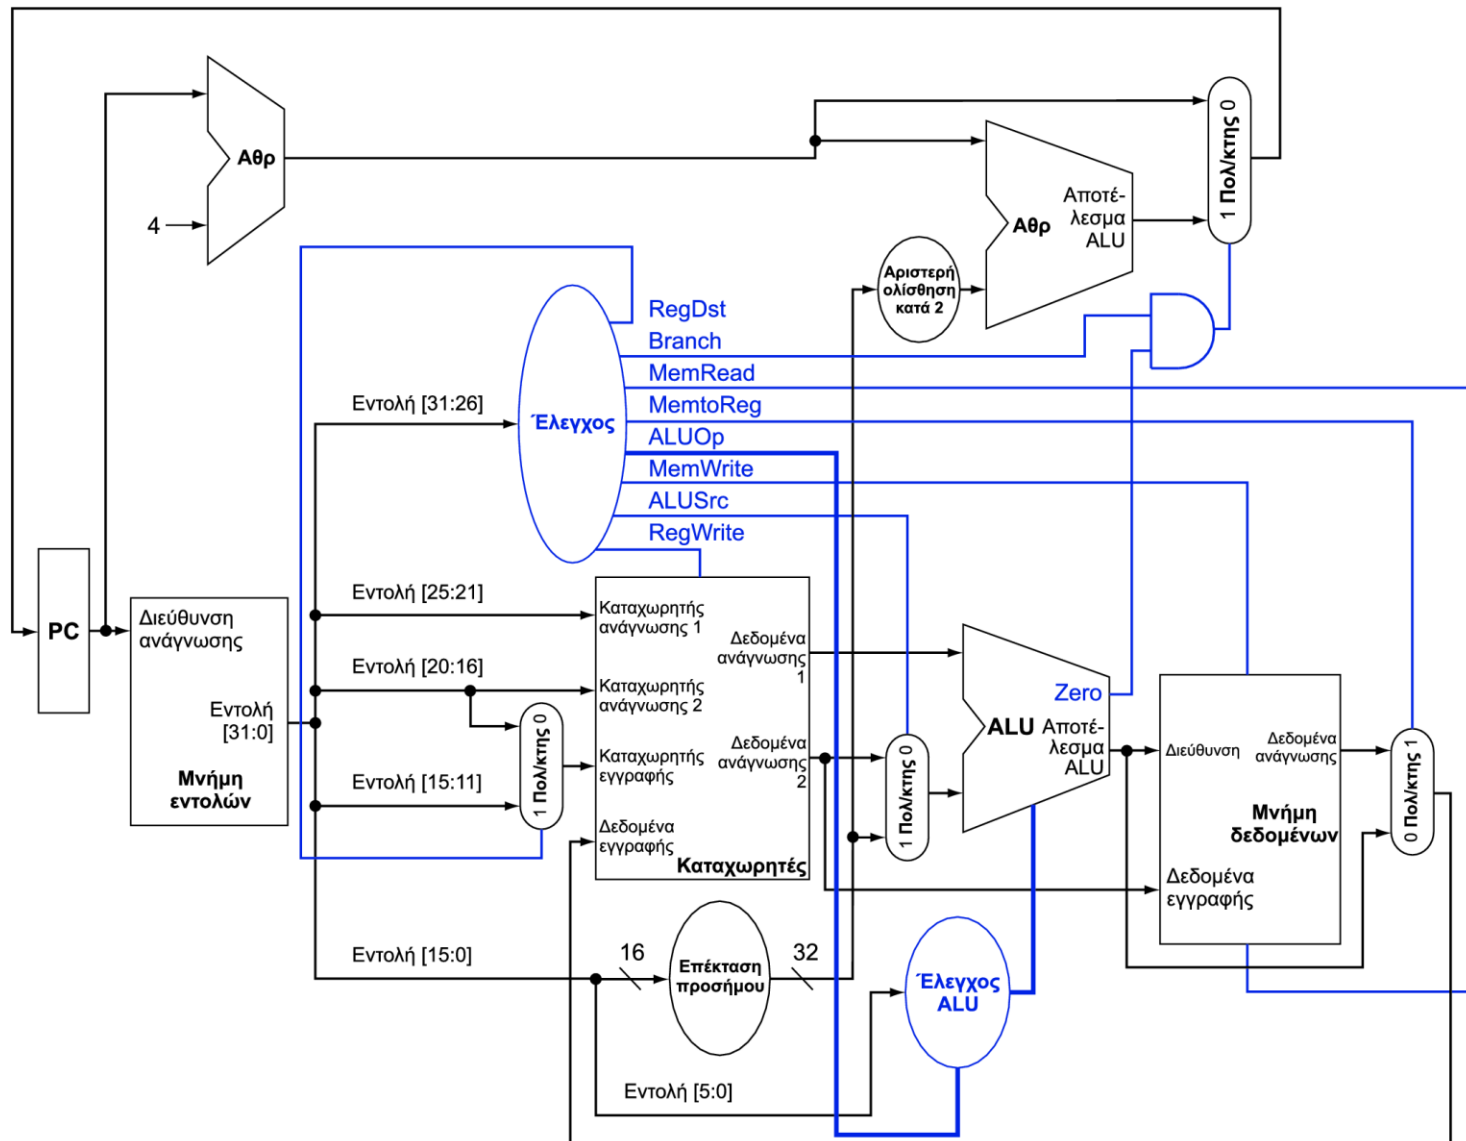 Αθρ
4
Αθρ
Αποτέ-
λεσμα
ALU
1 Πολ/κτης 0
Αριστερή
ολίσθηση
κατά 2
RegDst
Branch
MemRead
MemtoReg
ALUOp
MemWrite
ALUSrc
RegWrite
Έλεγχος
Εντολή [31:26]
Εντολή [25:21]
Εντολή [20:16]
Εντολή [15:11]
Εντολή [15:0]
Εντολή [5:0]
PC
Διεύθυνση
ανάγνωσης
Εντολή
[31:0]
Μνήμη
εντολών
1 Πολ/κτης 0
Καταχωρητής
ανάγνωσης 1
Καταχωρητής
ανάγνωσης 2
Καταχωρητής
εγγραφής
Δεδομένα
εγγραφής
Δεδομένα
ανάγνωσης
1
Δεδομένα
ανάγνωσης
2
Καταχωρητές
1 Πολ/κτης 0
Zero
ALU
Αποτέ-
λεσμα
ALU
Διεύθυνση
Δεδομένα
ανάγνωσης
Μνήμη
δεδομένων
Δεδομένα
εγγραφής
0 Πολ/κτης 1
16
Επέκταση
προσήμου
32
Έλεγχος
ALU